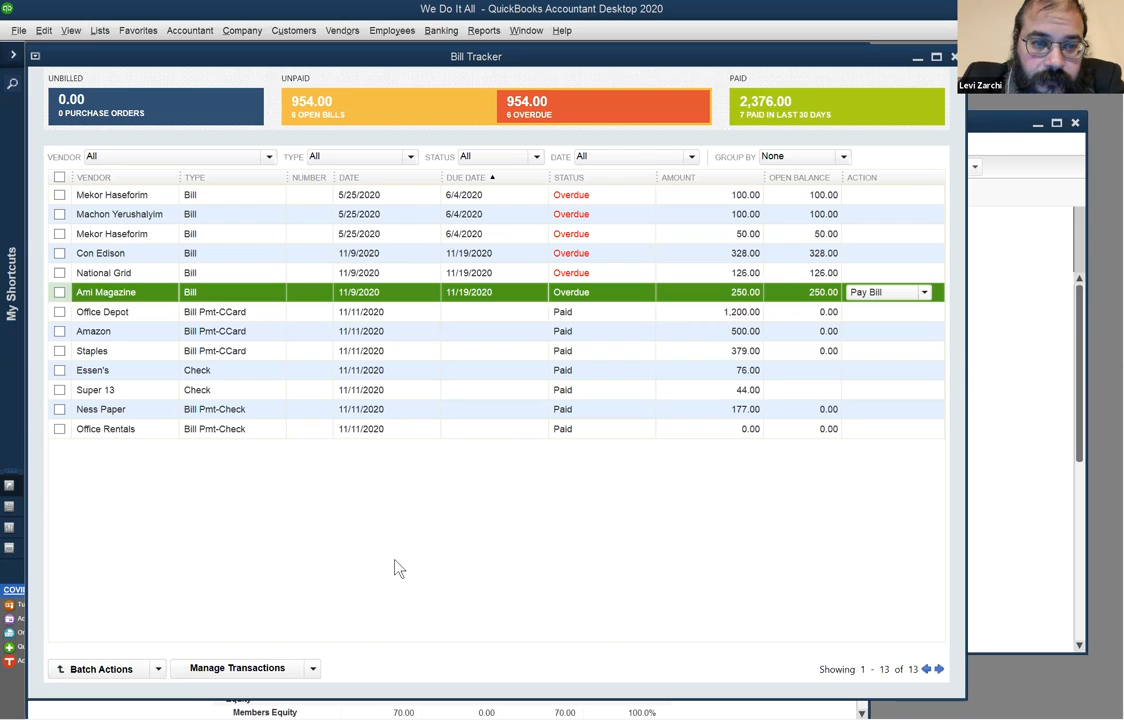 We Do It All - QuickBooks Accountant Desktop 2020
File Edit View Lists Favorites Accountant Company Customers Vendors Employees Banking Reports Window Help
Levi Zarchi
Bill Tracker
UNBILLED UNPAID PAID
0.00 954.00 954.00 2,376.00
0 PURCHASE ORDERS 6 OPEN BILLS 6 OVERDUE 7 PAID IN LAST 30 DAYS
VENDOR All TYPE All STATUS All DATE All GROUP BY None
VENDOR TYPE NUMBER DATE DUE DATE STATUS AMOUNT OPEN BALANCE ACTION
Mekor Haseforim Bill 5/25/2020 6/4/2020 Overdue 100.00 100.00
Machon Yerushalyim Bill 5/25/2020 6/4/2020 Overdue 100.00 100.00
Mekor Haseforim Bill 5/25/2020 6/4/2020 Overdue 50.00 50.00
Con Edison Bill 11/9/2020 11/19/2020 Overdue 328.00 328.00
National Grid Bill 11/9/2020 11/19/2020 Overdue 126.00 126.00
Ami Magazine Bill 11/9/2020 11/19/2020 Overdue 250.00 250.00 Pay Bill
Office Depot Bill Pmt-CCard 11/11/2020 Paid 1,200.00 0.00
Amazon Bill Pmt-CCard 11/11/2020 Paid 500.00 0.00
Staples Bill Pmt-CCard 11/11/2020 Paid 379.00 0.00
Essen's Check 11/11/2020 Paid 76.00
Super 13 Check 11/11/2020 Paid 44.00
Ness Paper Bill Pmt-Check 11/11/2020 Paid 177.00 0.00
Office Rentals Bill Pmt-Check 11/11/2020 Paid 0.00 0.00
My Shortcuts
COVI
Batch Actions Manage Transactions Showing 1 - 13 of 13
Members Equity 70.00 0.00 70.00 100.0%